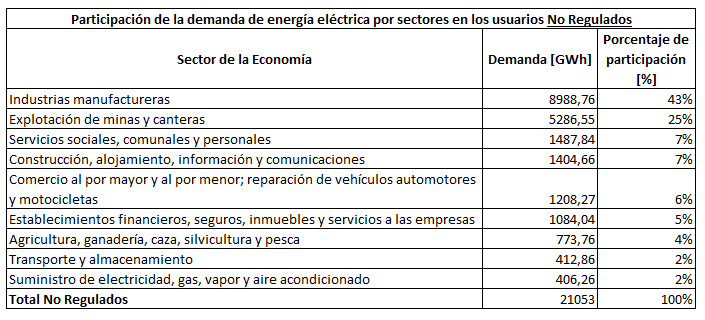 Participación de la demanda de energía eléctrica por sectores en los usuarios No Regulados
Sector de la Economía Demanda [GWh] Porcentaje de
participación
[%]
Industrias manufactureras 8988,76 43%
Explotación de minas y canteras 5286,55 25%
Servicios sociales, comunales y personales 1487,84 7%
Construcción, alojamiento, información y comunicaciones 1404,66 7%
Comercio al por mayor y al por menor; reparación de vehículos automotores
y motocicletas 1208,27 6%
Establecimientos financieros, seguros, inmuebles y servicios a las empresas 1084,04 5%
Agricultura, ganadería, caza, silvicultura y pesca 773,76 4%
Transporte y almacenamiento 412,86 2%
Suministro de electricidad, gas, vapor y aire acondicionado 406,26 2%
Total No Regulados 21053 100%